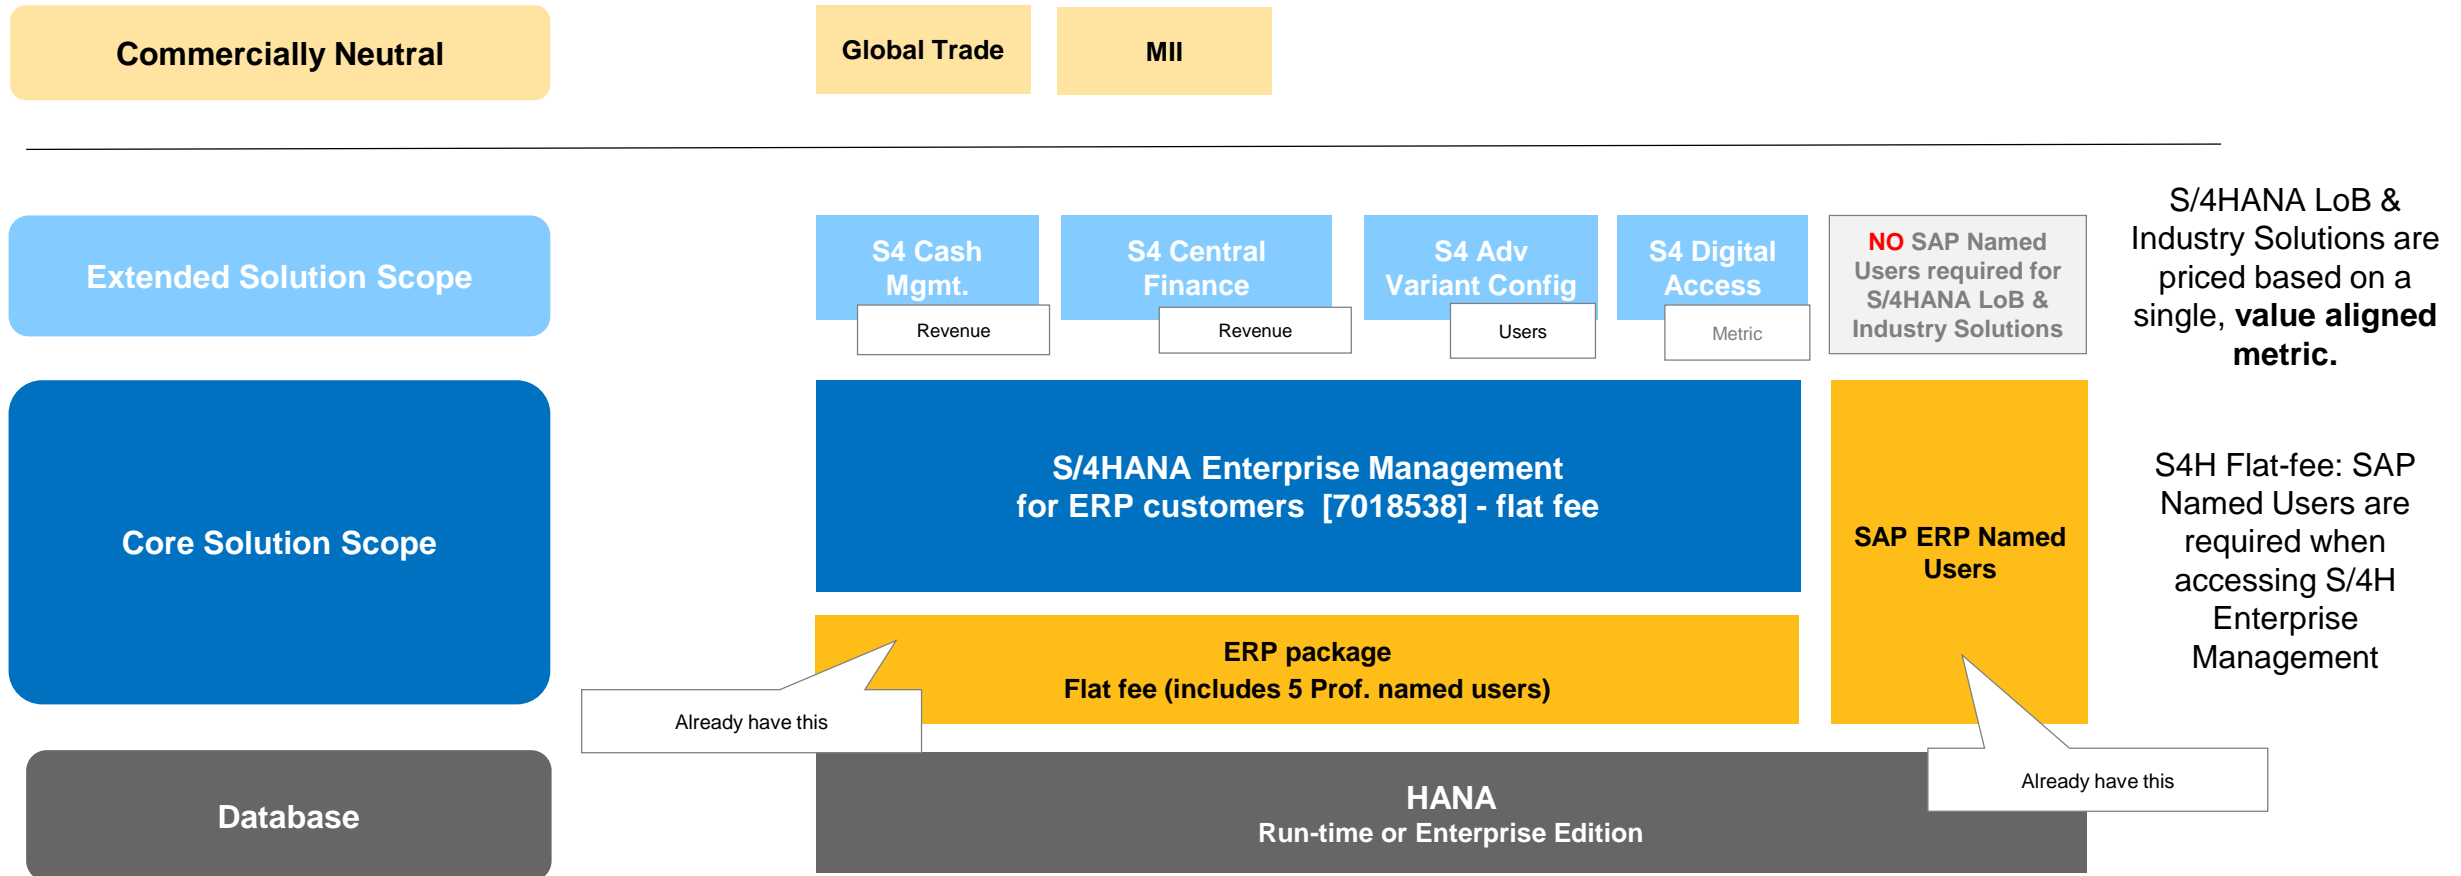 Commercially Neutral
Global Trade
MII
Extended Solution Scope
S4 Cash
Mgmt.
Revenue
S4 Central
Finance
Revenue
S4 Adv
Variant Config
Users
S4 Digital
Access
Metric
NO SAP Named
Users required for
S/4HANA LoB &
Industry Solutions
S/4HANA LoB &
Industry Solutions are
priced based on a
single, value aligned
metric.
Core Solution Scope
S/4HANA Enterprise Management
for ERP customers [7018538] - flat fee
SAP ERP Named
Users
S4H Flat-fee: SAP
Named Users are
required when
accessing S/4H
Enterprise
Management
ERP package
Flat fee (includes 5 Prof. named users)
Already have this
Already have this
Database
HANA
Run-time or Enterprise Edition